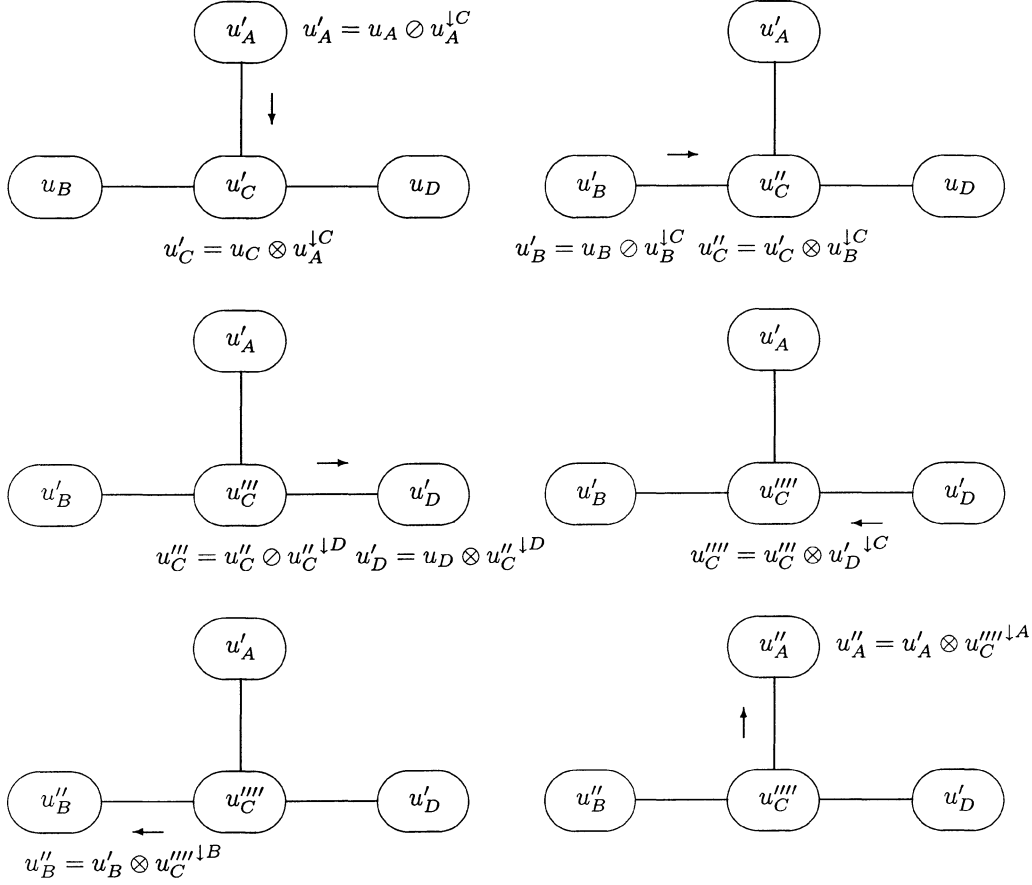 u′_A u′_A = u_A ⊘ u_A^{↓C}
u_B u′_C u_D
u′_C = u_C ⊗ u_A^{↓C}
u′_A
u′_B u″_C u_D
u′_B = u_B ⊘ u_B^{↓C} u″_C = u′_C ⊗ u_B^{↓C}
u′_A
u′_B u‴_C u′_D
u‴_C = u″_C ⊘ u″_C^{↓D} u′_D = u_D ⊗ u″_C^{↓D}
u′_A
u′_B u⁗_C u′_D
u⁗_C = u‴_C ⊗ u′_D^{↓C}
u′_A
u″_B u⁗_C u′_D
u″_B = u′_B ⊗ u⁗_C^{↓B}
u″_A u″_A = u′_A ⊗ u⁗_C^{↓A}
u″_B u⁗_C u′_D